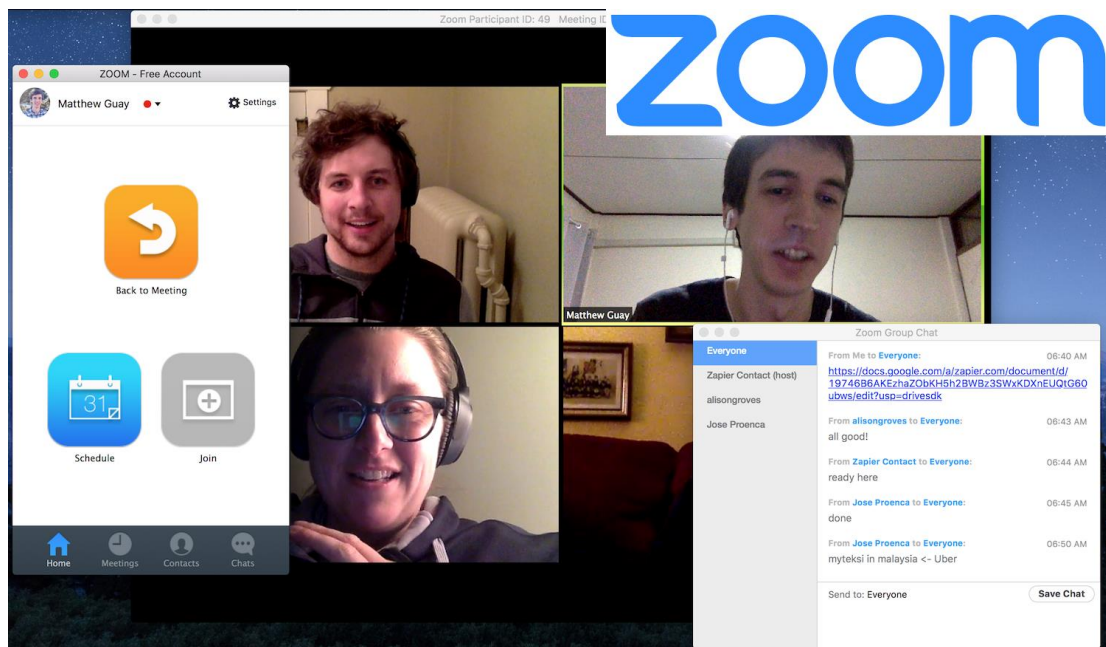 Zoom Participant ID: 49 Meeting ID
zoom
ZOOM - Free Account
Matthew Guay
Settings
Back to Meeting
31
Schedule
Join
Home
Meetings
Contacts
Chats
Matthew Guay
Zoom Group Chat
Everyone
Zapier Contact (host)
alisongroves
Jose Proenca
From Me to Everyone: 06:40 AM
https://docs.google.com/a/zapier.com/document/d/
19746B6AKEzhaZObKH5h2BWBz3SWxKDXnEUQtG60
ubws/edit?usp=drivesdk
From alisongroves to Everyone: 06:43 AM
all good!
From Zapier Contact to Everyone: 06:44 AM
ready here
From Jose Proenca to Everyone: 06:45 AM
done
From Jose Proenca to Everyone: 06:50 AM
myteksi in malaysia <- Uber
Send to: Everyone
Save Chat